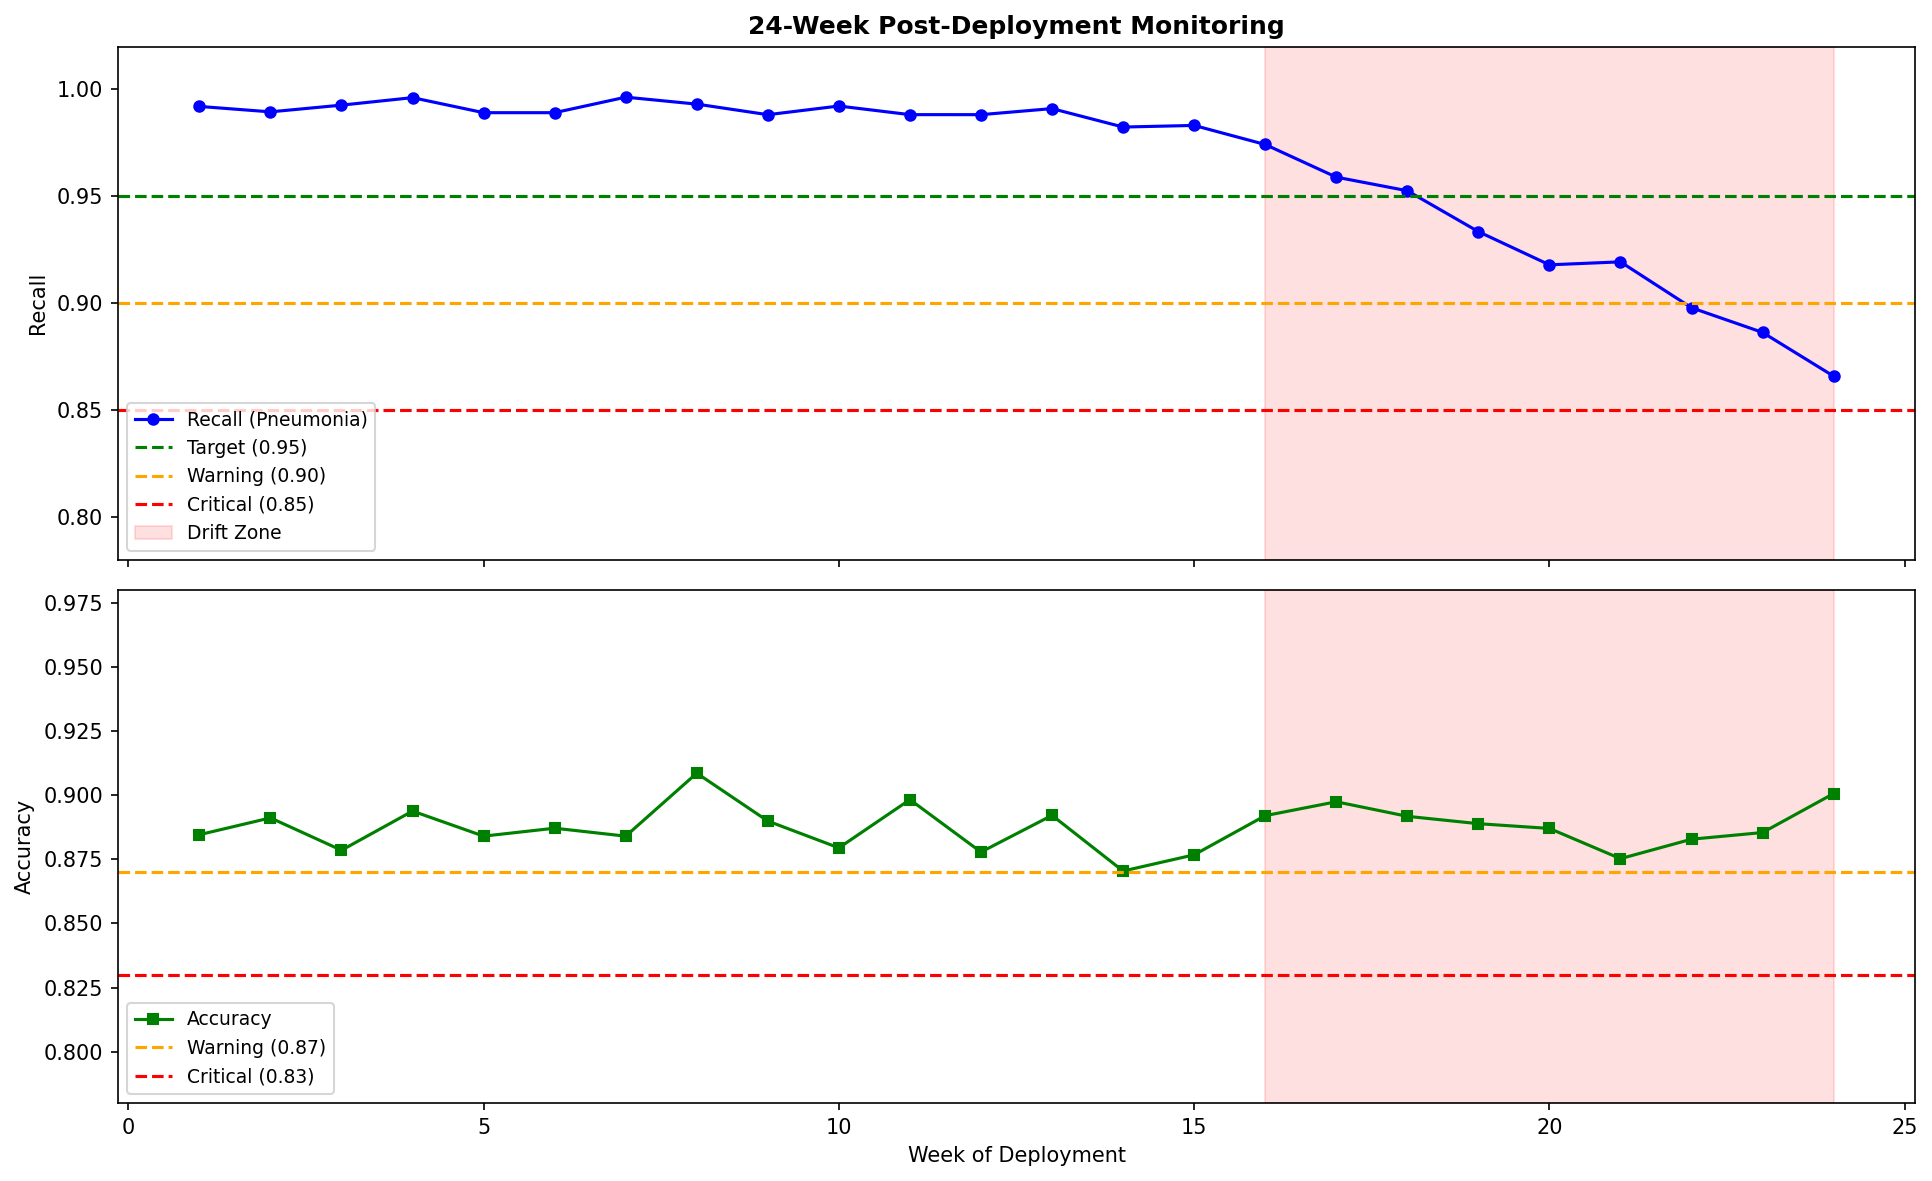 24-Week Post-Deployment Monitoring
1.00
0.95
0.90
0.85
0.80
Recall
Recall (Pneumonia)
Target (0.95)
Warning (0.90)
Critical (0.85)
Drift Zone
0.975
0.950
0.925
0.900
0.875
0.850
0.825
0.800
Accuracy
Accuracy
Warning (0.87)
Critical (0.83)
0 5 10 15 20 25
Week of Deployment